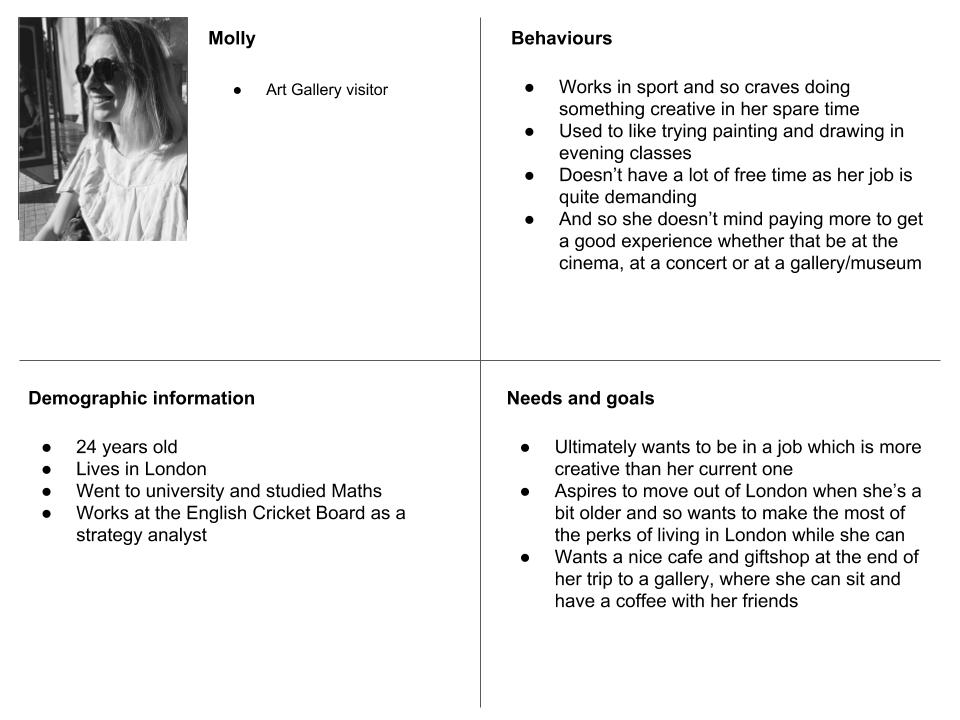 Molly
● Art Gallery visitor
Behaviours
● Works in sport and so craves doing
something creative in her spare time
● Used to like trying painting and drawing in
evening classes
● Doesn’t have a lot of free time as her job is
quite demanding
● And so she doesn’t mind paying more to get
a good experience whether that be at the
cinema, at a concert or at a gallery/museum
Demographic information
● 24 years old
● Lives in London
● Went to university and studied Maths
● Works at the English Cricket Board as a
strategy analyst
Needs and goals
● Ultimately wants to be in a job which is more
creative than her current one
● Aspires to move out of London when she’s a
bit older and so wants to make the most of
the perks of living in London while she can
● Wants a nice cafe and giftshop at the end of
her trip to a gallery, where she can sit and
have a coffee with her friends